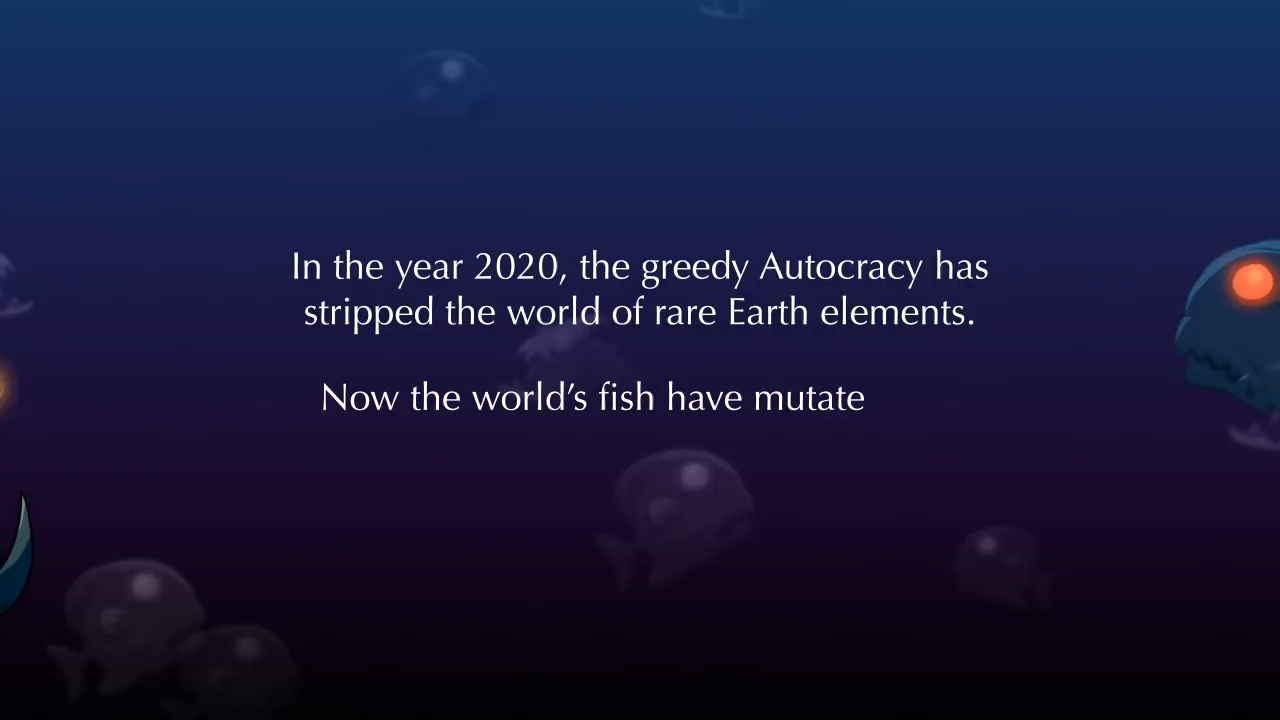 In the year 2020, the greedy Autocracy has
stripped the world of rare Earth elements.
Now the world’s fish have mutate